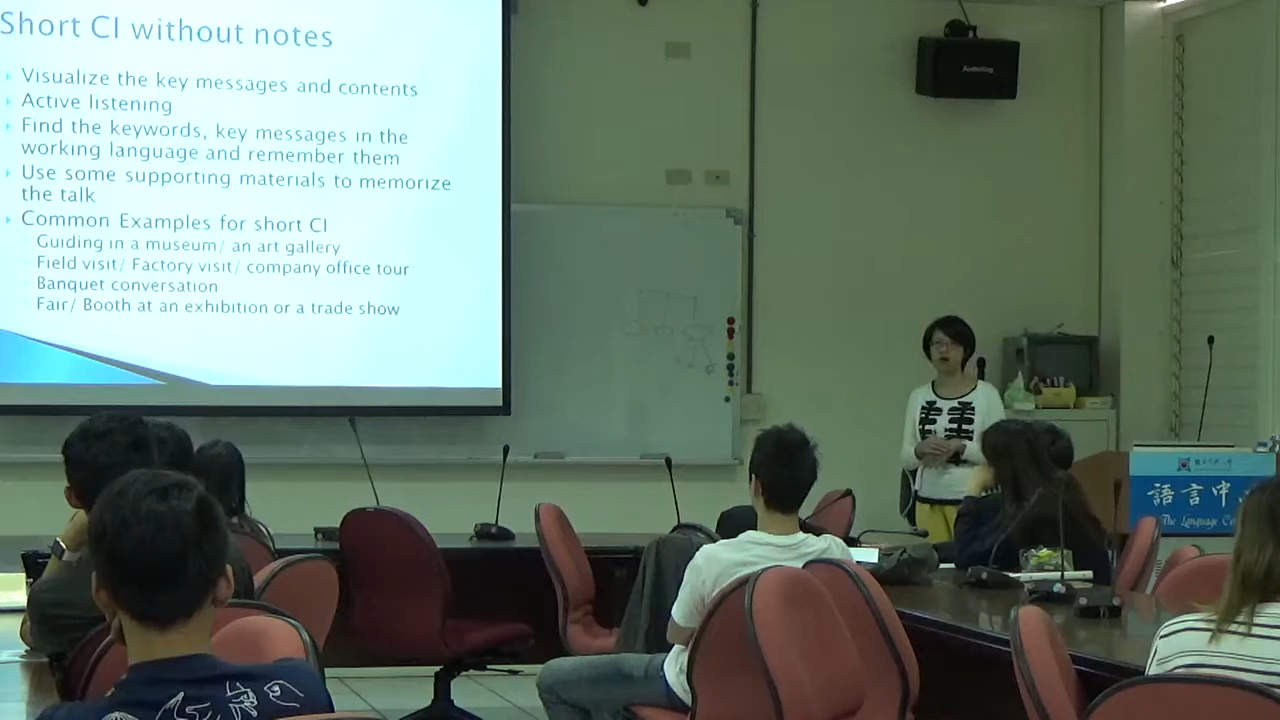 Short CI without notes
Visualize the key messages and contents
Active listening
Find the keywords, key messages in the
working language and remember them
Use some supporting materials to memorize
the talk
Common Examples for short CI
Guiding in a museum/ an art gallery
Field visit/ Factory visit/ company office tour
Banquet conversation
Fair/ Booth at an exhibition or a trade show
語言中
The Language